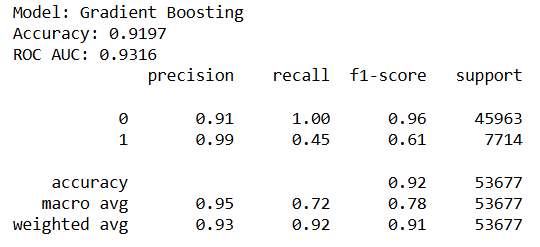 Model: Gradient Boosting
Accuracy: 0.9197
ROC AUC: 0.9316
precision recall f1-score support
0 0.91 1.00 0.96 45963
1 0.99 0.45 0.61 7714
accuracy 0.92 53677
macro avg 0.95 0.72 0.78 53677
weighted avg 0.93 0.92 0.91 53677